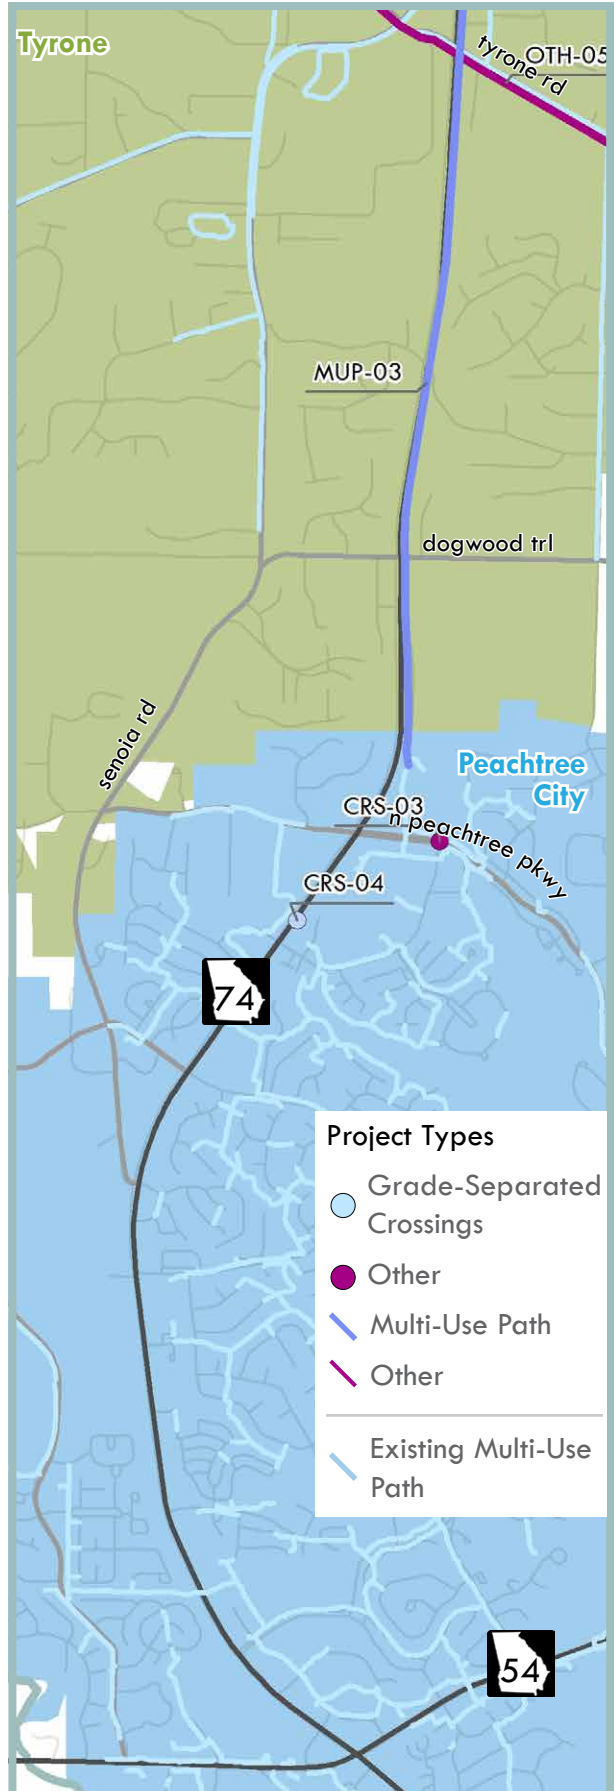 Tyrone
tyrone rd
OTH-05
MUP-03
dogwood trl
senoia rd
Peachtree
City
CRS-03
n peachtree pkwy
CRS-04
74
Project Types
Grade-Separated
Crossings
Other
Multi-Use Path
Other
Existing Multi-Use
Path
54